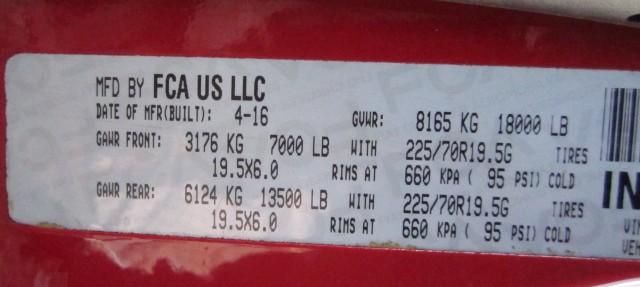 MFD BY FCA US LLC
DATE OF MFR(BUILT): 4-16 GVWR: 8165 KG 18000 LB
GAWR FRONT: 3176 KG 7000 LB WITH 225/70R19.5G TIRES
19.5X6.0 RIMS AT 660 KPA ( 95 PSI) COLD
GAWR REAR: 6124 KG 13500 LB WITH 225/70R19.5G TIRES
19.5X6.0 RIMS AT 660 KPA ( 95 PSI) COLD
IN
VIN
VEH